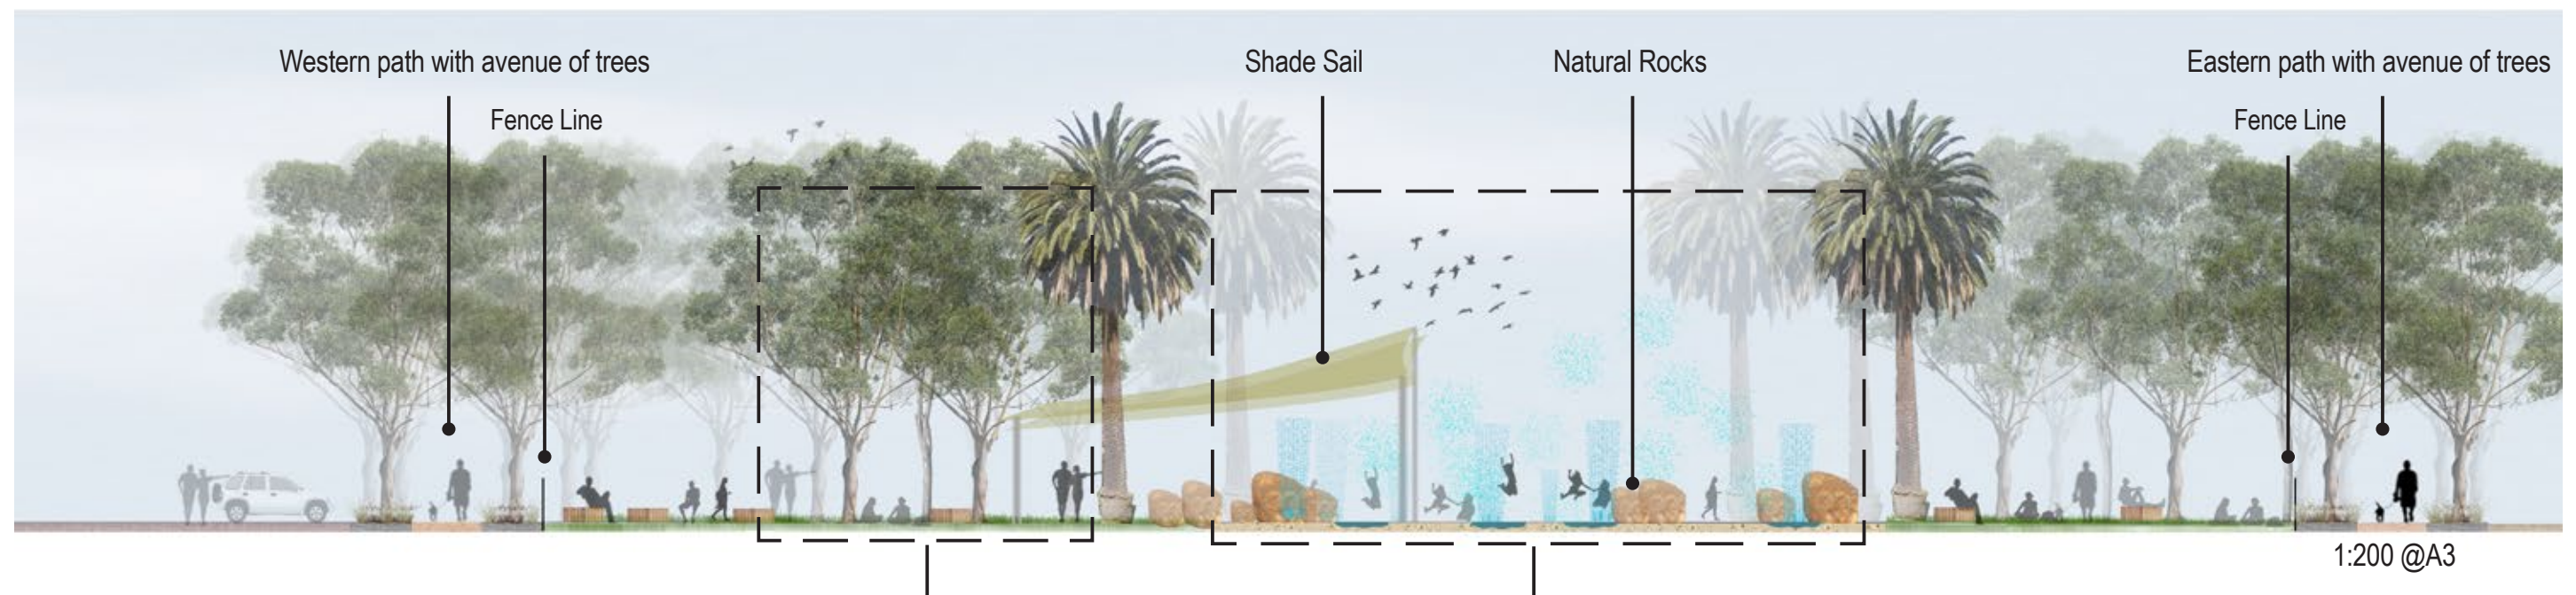 Western path with avenue of trees
Fence Line
Shade Sail
Natural Rocks
Eastern path with avenue of trees
Fence Line
1:200 @A3